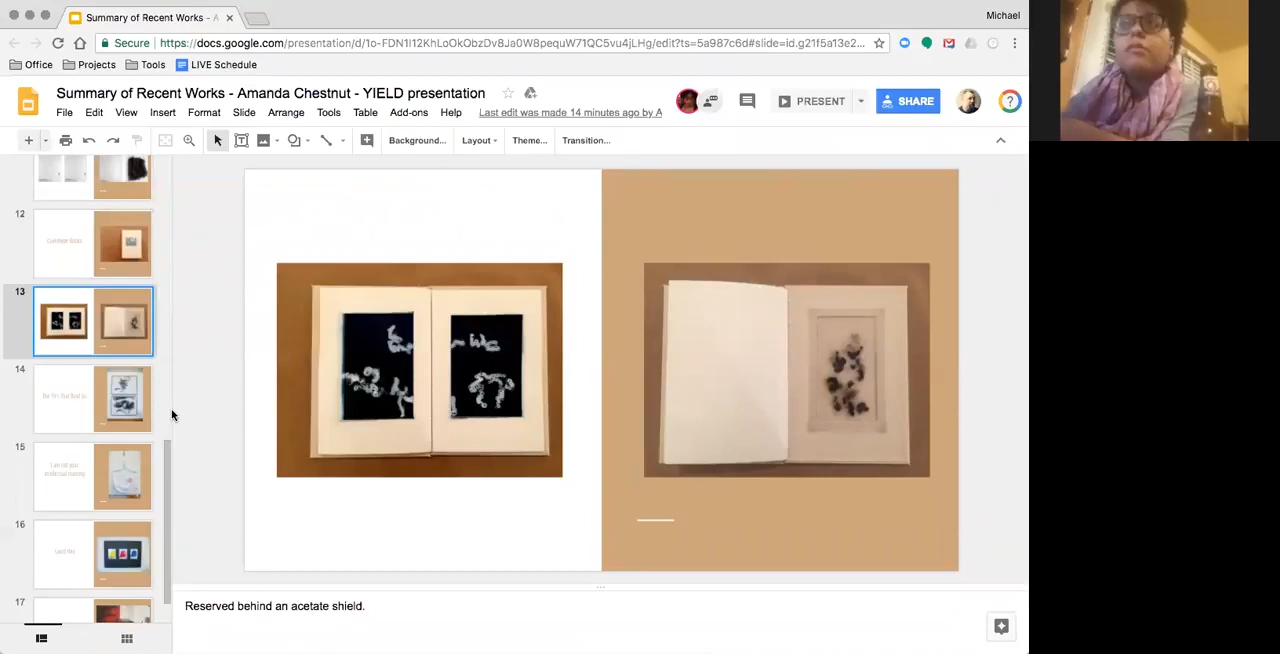 Summary of Recent Works - A
Michael
Secure https://docs.google.com/presentation/d/1o-FDN1I12KhLoOkObzDv8Ja0W8pequW71QC5vu4jLHg/edit?ts=5a987c6d#slide=id.g21f5a13e2...
Office Projects Tools LIVE Schedule
Summary of Recent Works - Amanda Chestnut - YIELD presentation
PRESENT SHARE
File Edit View Insert Format Slide Arrange Tools Table Add-ons Help Last edit was made 14 minutes ago by A
Background... Layout Theme... Transition...
12
13
14
15
I am not your
16
17
Reserved behind an acetate shield.